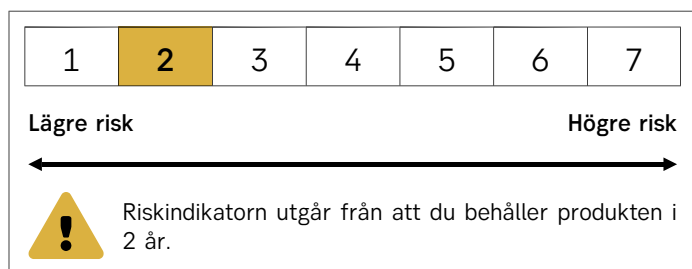 1 2 3 4 5 6 7
Lägre risk Högre risk
Riskindikatorn utgår från att du behåller produkten i
2 år.